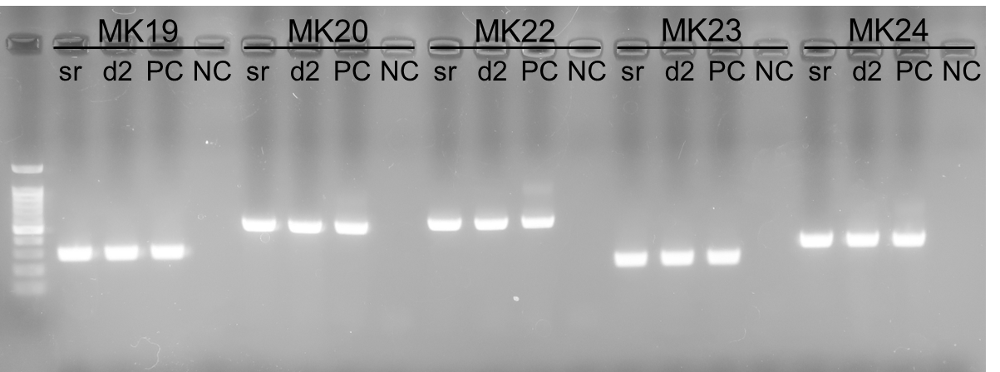 MK19 MK20 MK22 MK23 MK24
sr d2 PC NC sr d2 PC NC sr d2 PC NC sr d2 PC NC sr d2 PC NC